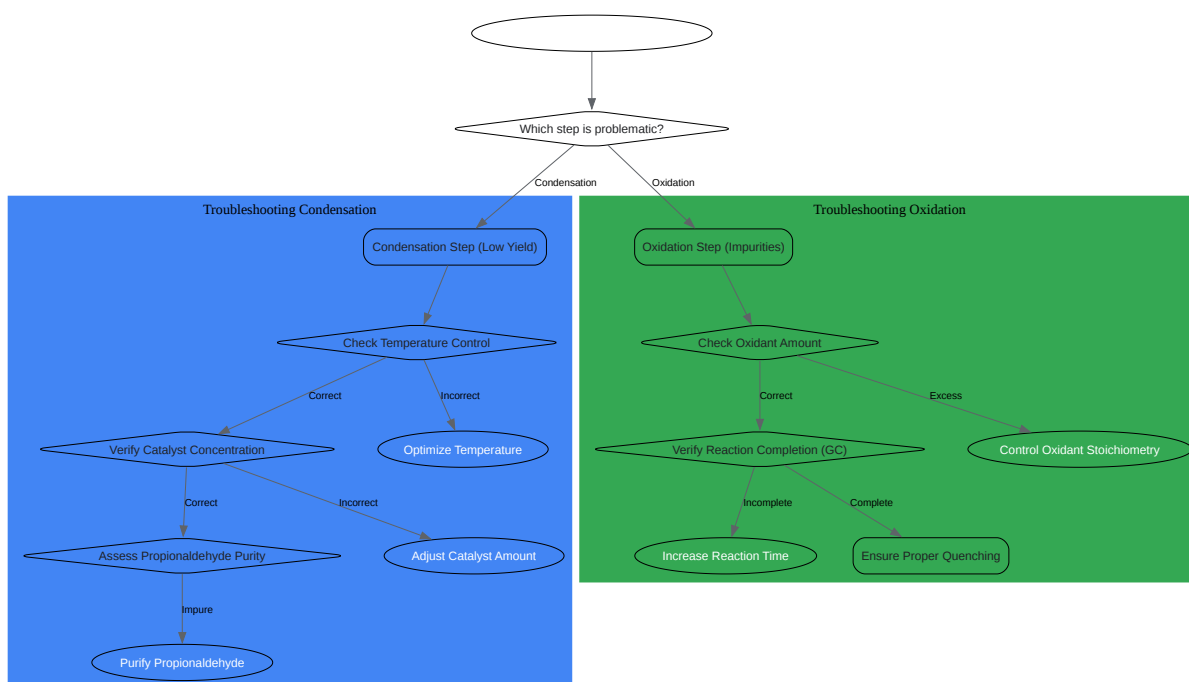 Which step is problematic?
Condensation
Oxidation
Troubleshooting Condensation
Troubleshooting Oxidation
Condensation Step (Low Yield)
Oxidation Step (Impurities)
Check Temperature Control
Check Oxidant Amount
Correct
Incorrect
Correct
Excess
Verify Catalyst Concentration
Optimize Temperature
Verify Reaction Completion (GC)
Control Oxidant Stoichiometry
Correct
Incorrect
Incomplete
Complete
Assess Propionaldehyde Purity
Adjust Catalyst Amount
Increase Reaction Time
Ensure Proper Quenching
Impure
Purify Propionaldehyde